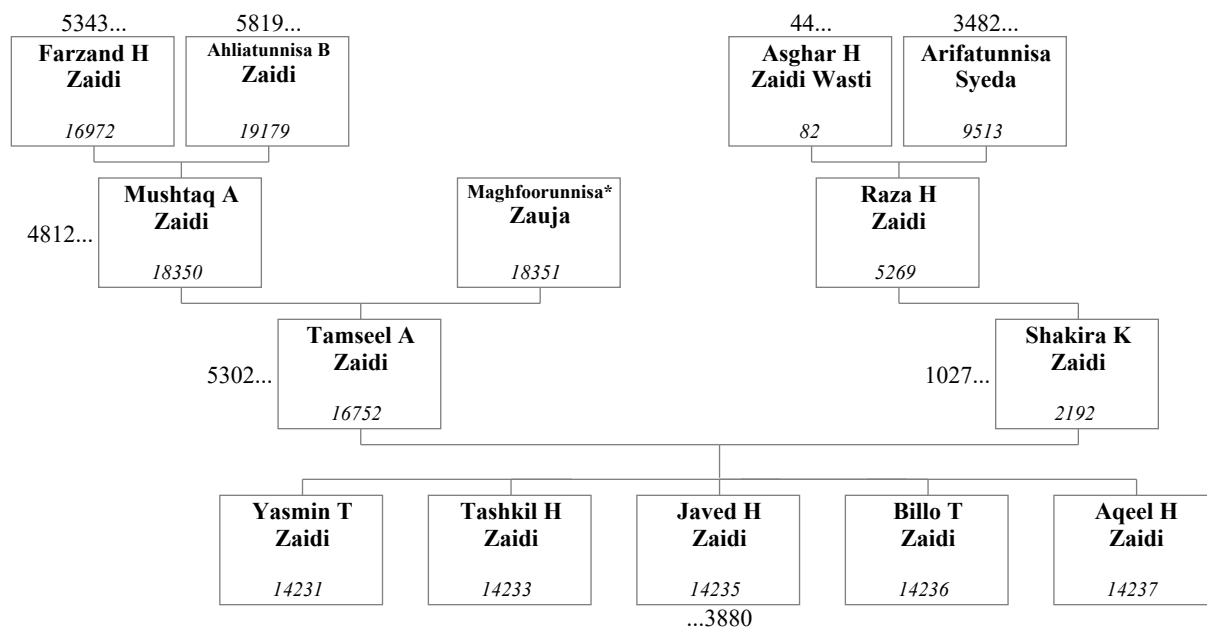 5343...
5819...
44...
3482...
Farzand H
Zaidi
16972
Ahliatunnisa B
Zaidi
19179
Asghar H
Zaidi Wasti
82
Arifatunnisa
Syeda
9513
4812...
Mushtaq A
Zaidi
18350
Maghfoorunnisa*
Zauja
18351
Raza H
Zaidi
5269
5302...
Tamseel A
Zaidi
16752
1027...
Shakira K
Zaidi
2192
Yasmin T
Zaidi
14231
Tashkil H
Zaidi
14233
Javed H
Zaidi
14235
...3880
Billo T
Zaidi
14236
Aqeel H
Zaidi
14237